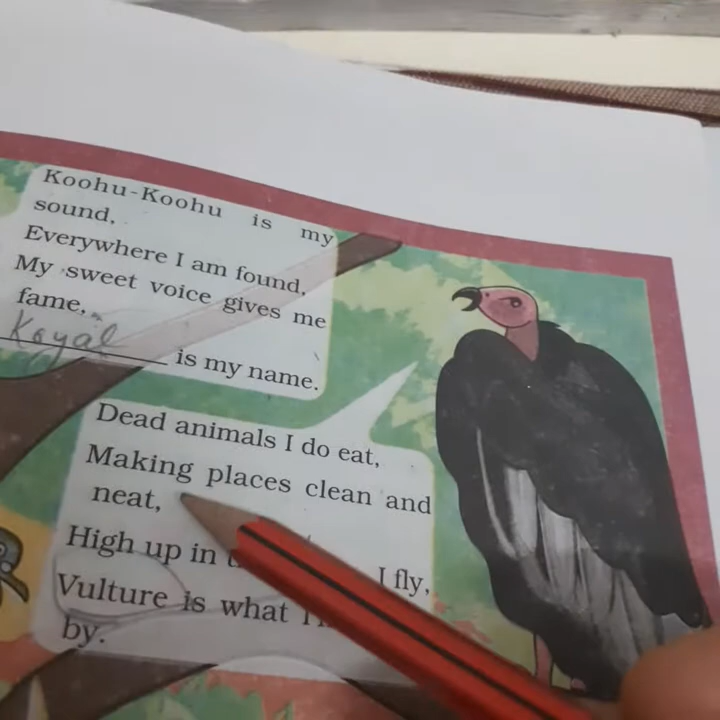 Koohu-Koohu is my
sound,
Everywhere I am found,
My sweet voice gives me
fame,
Koyal is my name.
Dead animals I do eat,
Making places clean and
neat,
High up in I fly,
Vulture is what
by.